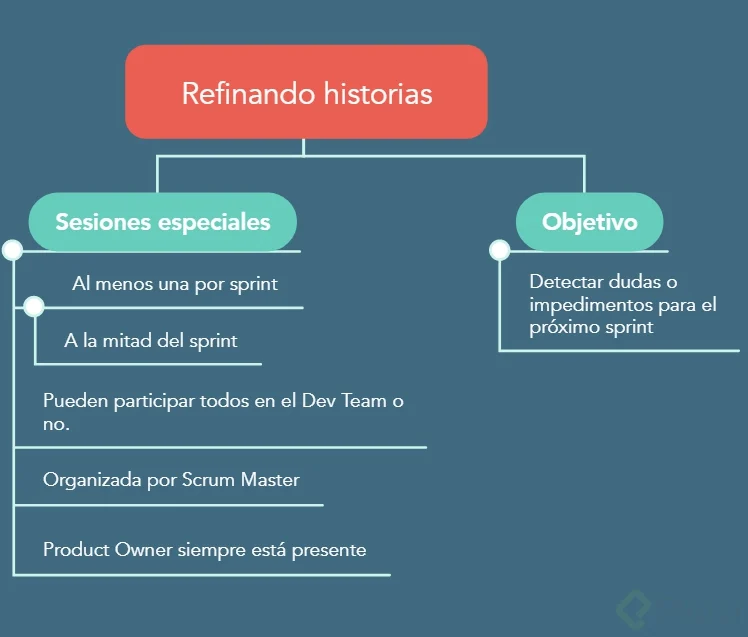 Refinando historias
Sesiones especiales
Al menos una por sprint
A la mitad del sprint
Pueden participar todos en el Dev Team o
no.
Organizada por Scrum Master
Product Owner siempre está presente
Objetivo
Detectar dudas o
impedimentos para el
próximo sprint